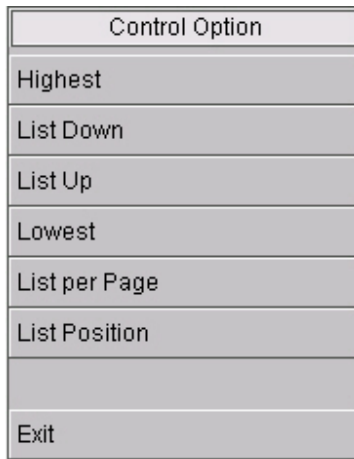 Control Option
Highest
List Down
List Up
Lowest
List per Page
List Position
Exit